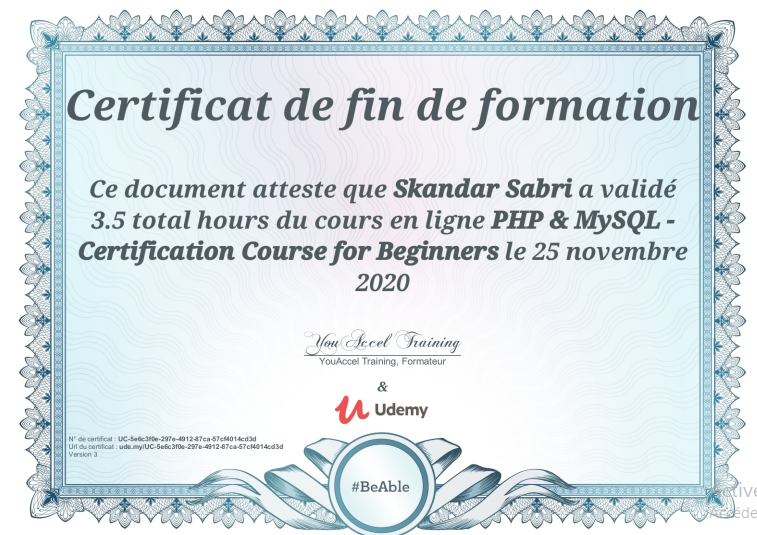 Certificat de fin de formation
Ce document atteste que Skandar Sabri a validé
3.5 total hours du cours en ligne PHP & MySQL -
Certification Course for Beginners le 25 novembre
2020
You Accel Training
YouAccel Training, Formateur
&
Udemy
N° de certificat : UC-5e6c3f0e-297e-4912-87ca-57cf4014cd3d
Url du certificat : ude.my/UC-5e6c3f0e-297e-4912-87ca-57cf4014cd3d
Version 3
#BeAble